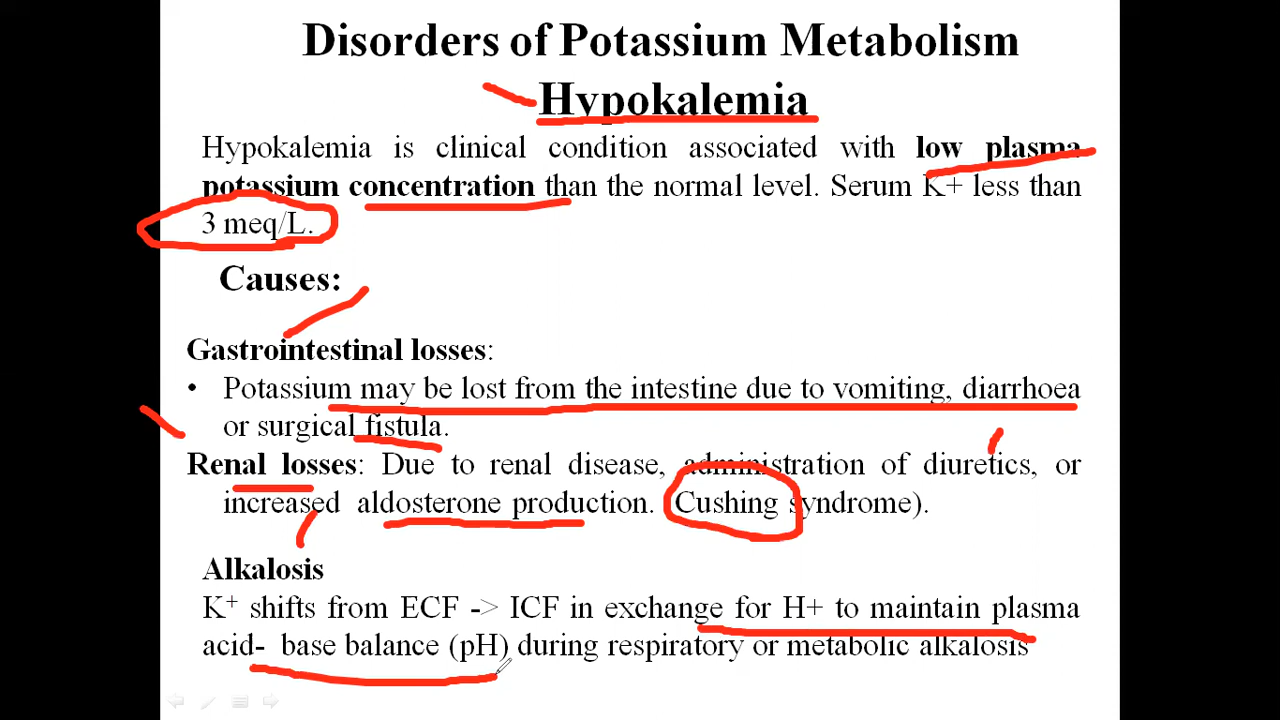 Disorders of Potassium Metabolism
Hypokalemia
Hypokalemia is clinical condition associated with low plasma
potassium concentration than the normal level. Serum K+ less than
3 meq/L.
Causes:
Gastrointestinal losses:
• Potassium may be lost from the intestine due to vomiting, diarrhoea
or surgical fistula.
Renal losses: Due to renal disease, administration of diuretics, or
increased aldosterone production. (Cushing syndrome).
Alkalosis
K⁺ shifts from ECF -> ICF in exchange for H+ to maintain plasma
acid- base balance (pH) during respiratory or metabolic alkalosis